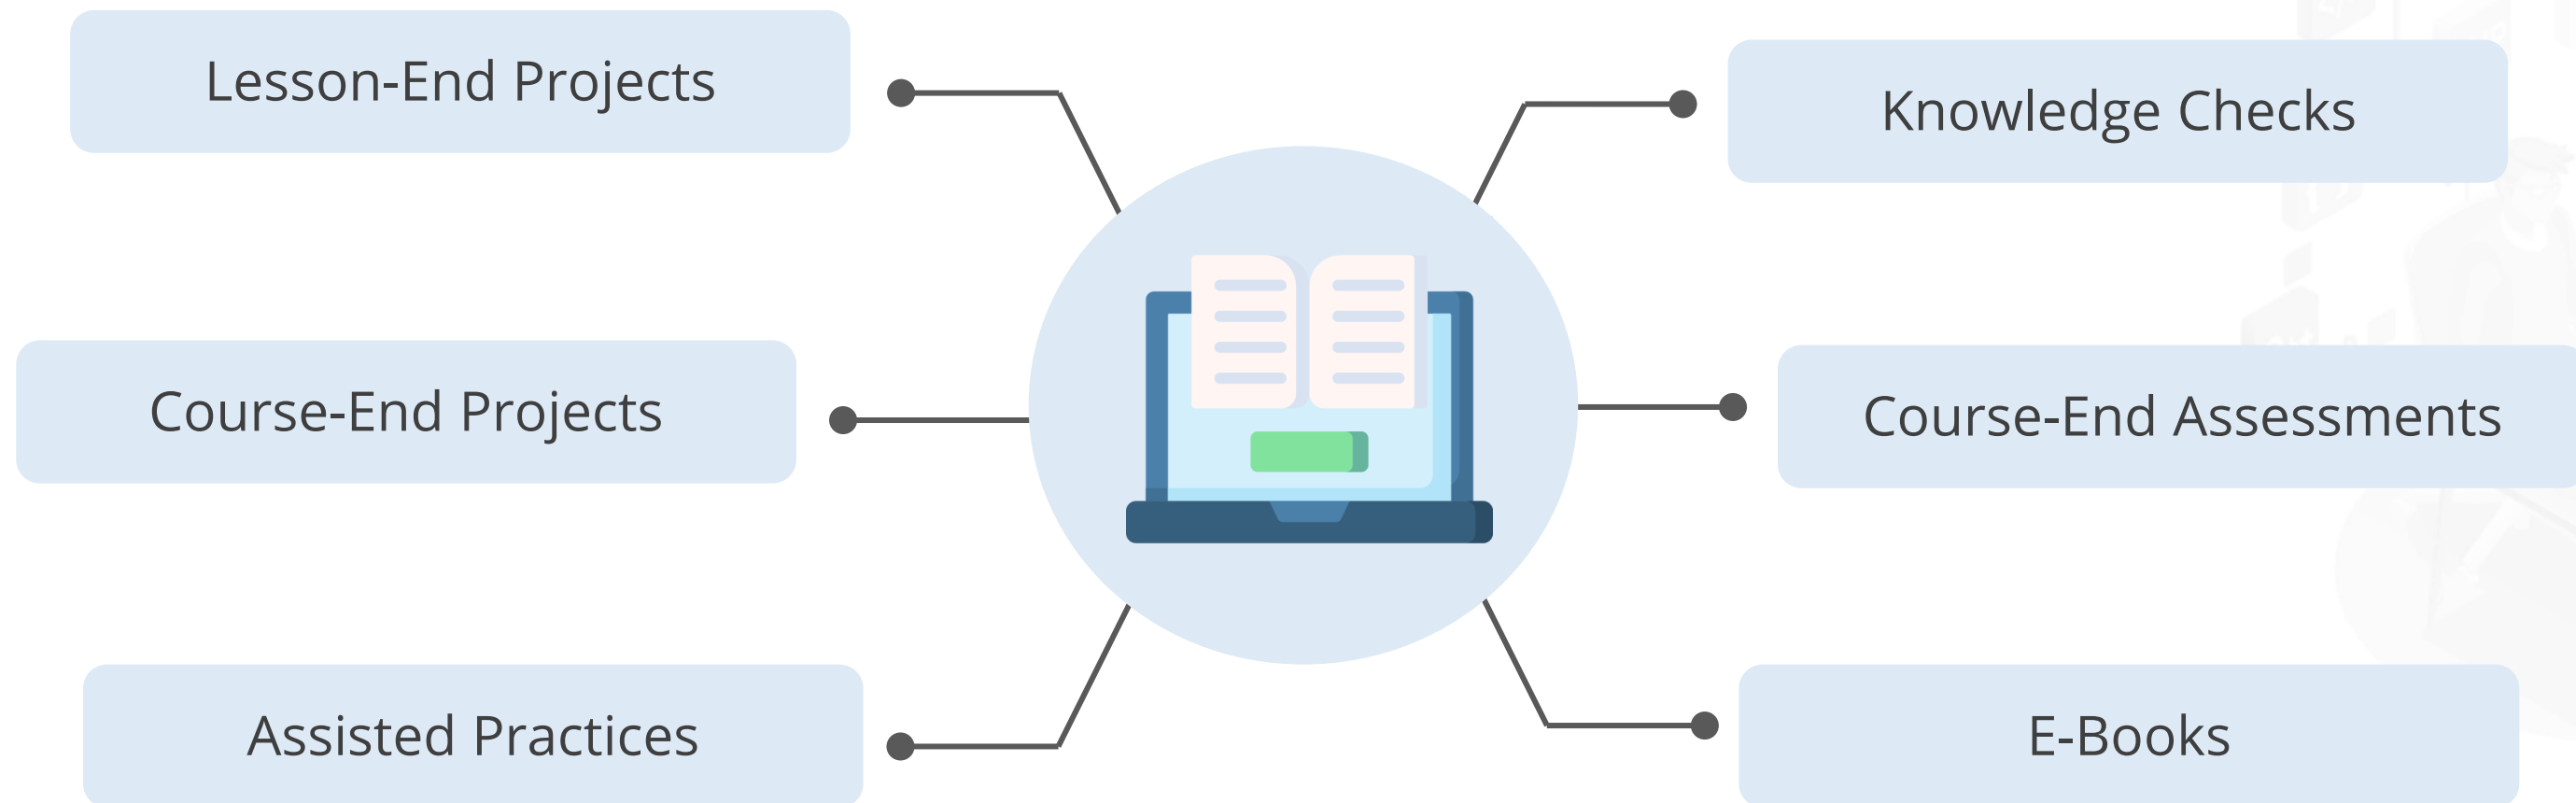 Lesson-End Projects
Knowledge Checks
Course-End Projects
Course-End Assessments
Assisted Practices
E-Books